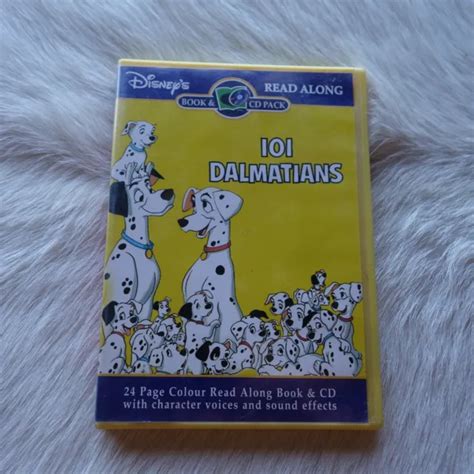 Disney's
READ ALONG
BOOK & CD PACK
101
DALMATIANS
24 Page Colour Read Along Book & CD
with character voices and sound effects